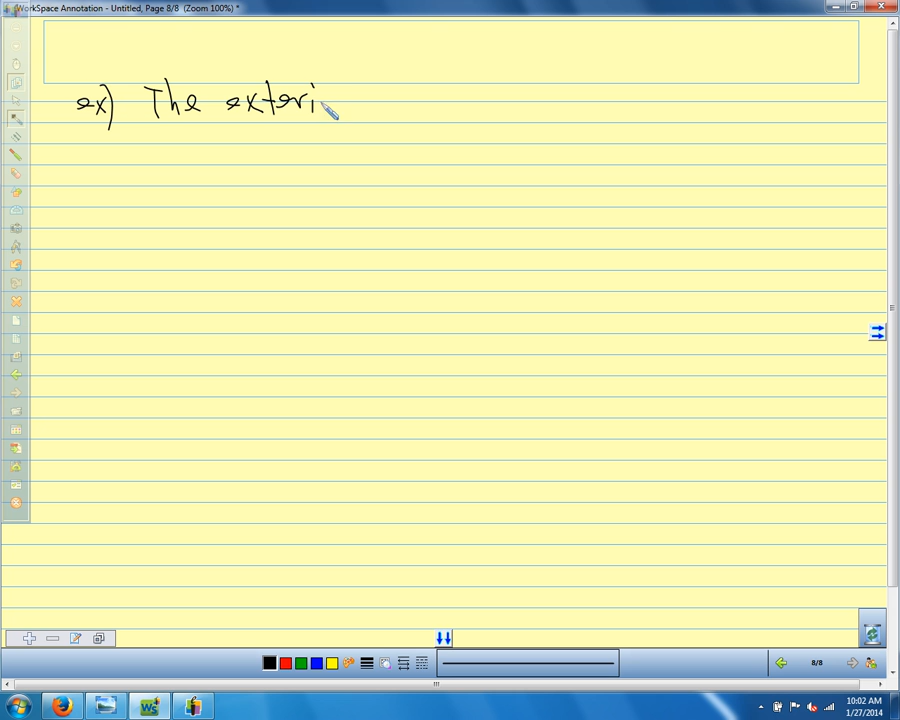 WorkSpace Annotation - Untitled, Page 8/8 (Zoom 100%) *
ex) The exteri
8/8
10:02 AM
1/27/2014